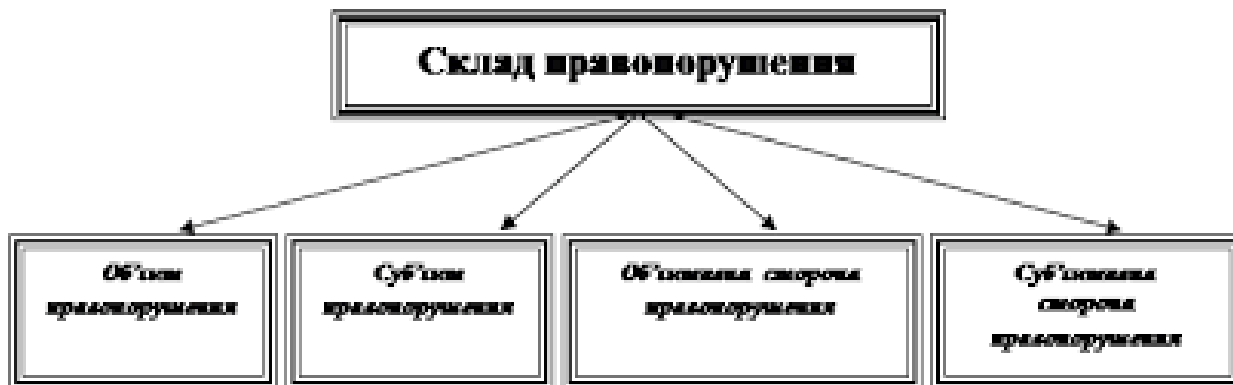 Склад правопорушення
Об'єкт
правопорушення
Суб'єкт
правопорушення
Об'єктивна сторона
правопорушення
Суб'єктивна
сторона
правопорушення